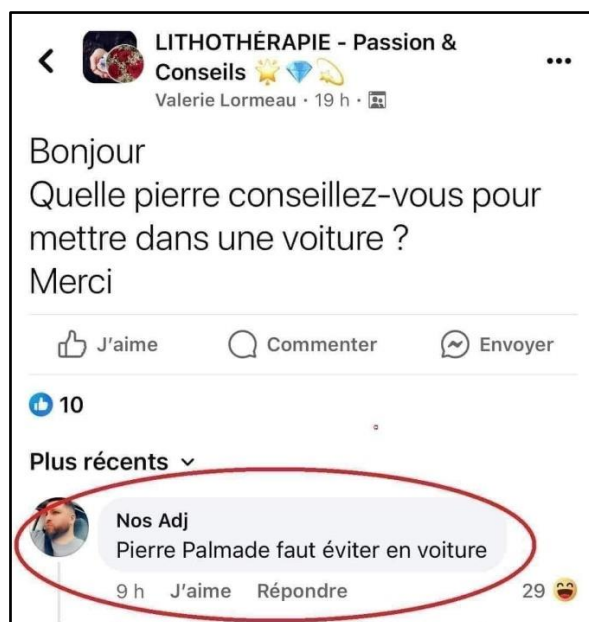 LITHOTHÉRAPIE - Passion &
Conseils 🌟💎💫
Valerie Lormeau · 19 h ·
Bonjour
Quelle pierre conseillez-vous pour
mettre dans une voiture ?
Merci
J'aime Commenter Envoyer
10
Plus récents
Nos Adj
Pierre Palmade faut éviter en voiture
9 h J'aime Répondre 29 😄